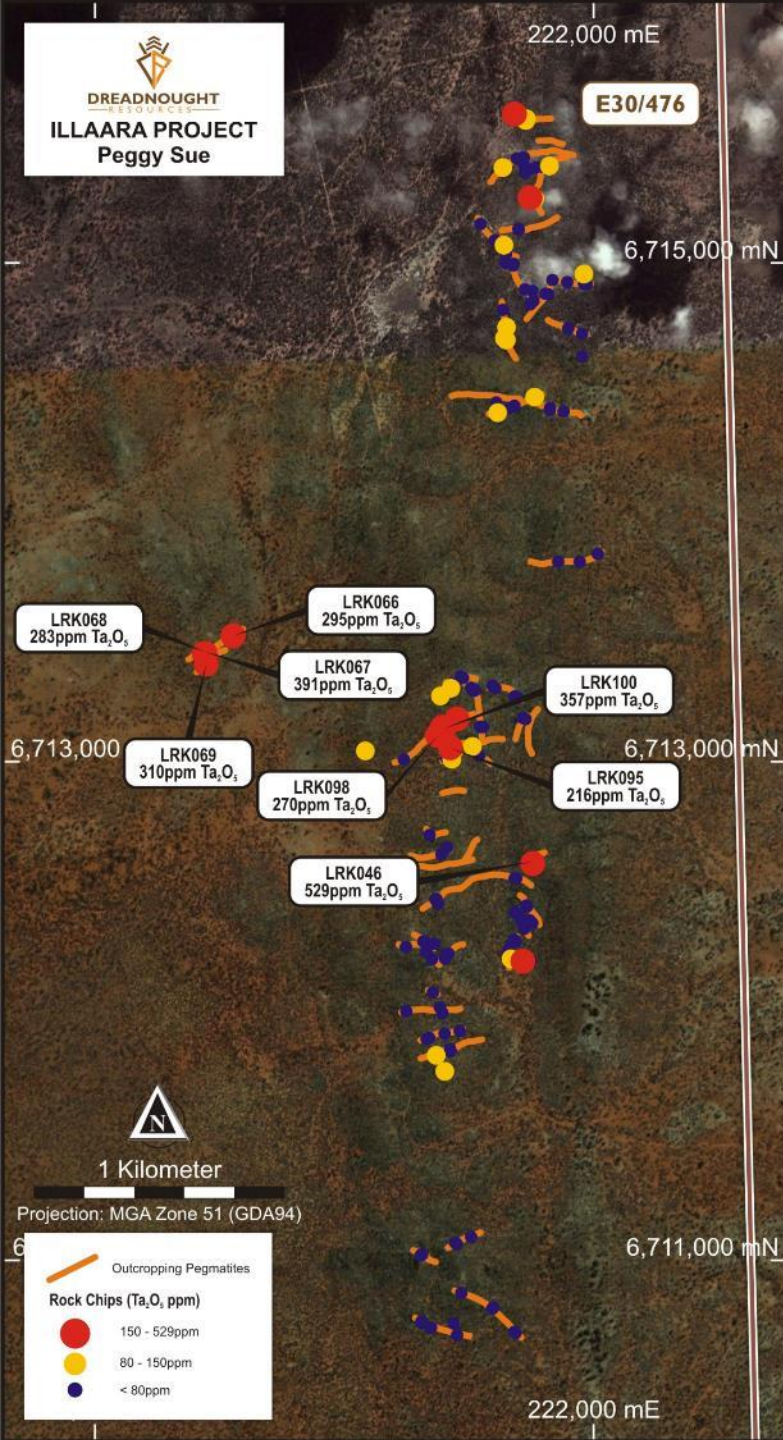 222,000 mE
DREADNOUGHT
RESOURCES
ILLAARA PROJECT
Peggy Sue
E30/476
6,715,000 mN
LRK066
295ppm Ta₂O₅
LRK068
283ppm Ta₂O₅
LRK067
391ppm Ta₂O₅
LRK100
357ppm Ta₂O₅
6,713,000
6,713,000 mN
LRK069
310ppm Ta₂O₅
LRK098
270ppm Ta₂O₅
LRK095
216ppm Ta₂O₅
LRK046
529ppm Ta₂O₅
N
1 Kilometer
Projection: MGA Zone 51 (GDA94)
6
6,711,000 mN
Outcropping Pegmatites
Rock Chips (Ta₂O₅ ppm)
150 - 529ppm
80 - 150ppm
< 80ppm
222,000 mE